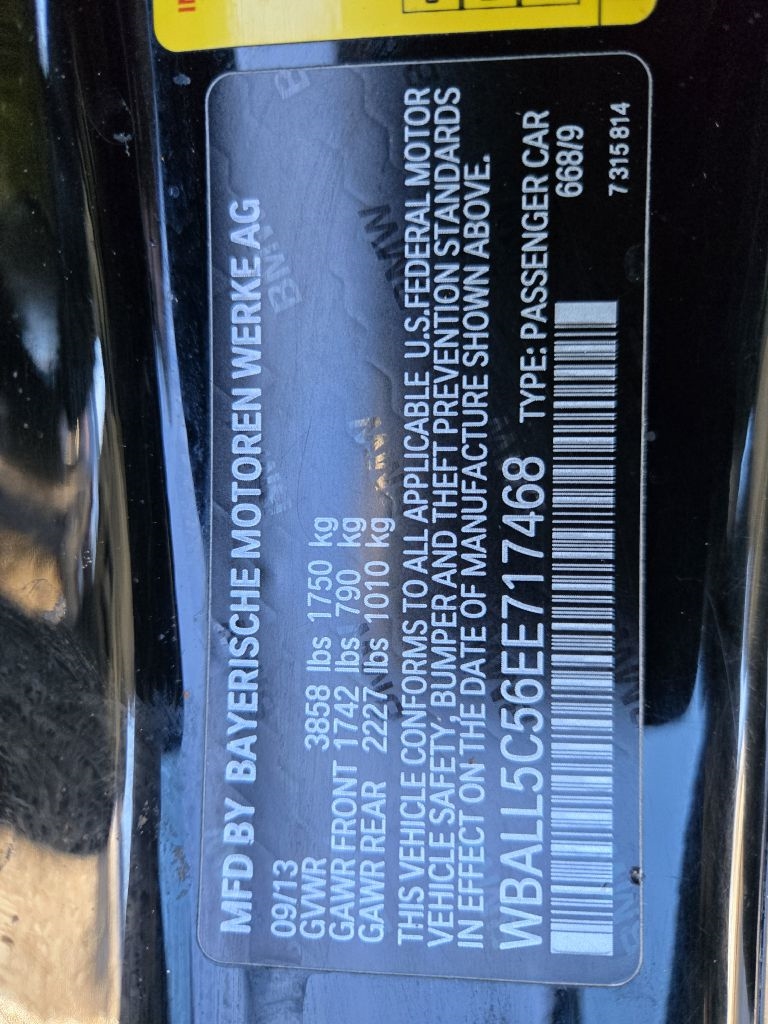 MFD BY BAYERISCHE MOTOREN WERKE AG
09/13
GVWR 3858 lbs 1750 kg
GAWR FRONT 1742 lbs 790 kg
GAWR REAR 2227 lbs 1010 kg
THIS VEHICLE CONFORMS TO ALL APPLICABLE U.S.FEDERAL MOTOR
VEHICLE SAFETY, BUMPER AND THEFT PREVENTION STANDARDS
IN EFFECT ON THE DATE OF MANUFACTURE SHOWN ABOVE.
WBALL5C56EE717468 TYPE: PASSENGER CAR
668/9
7 315 814